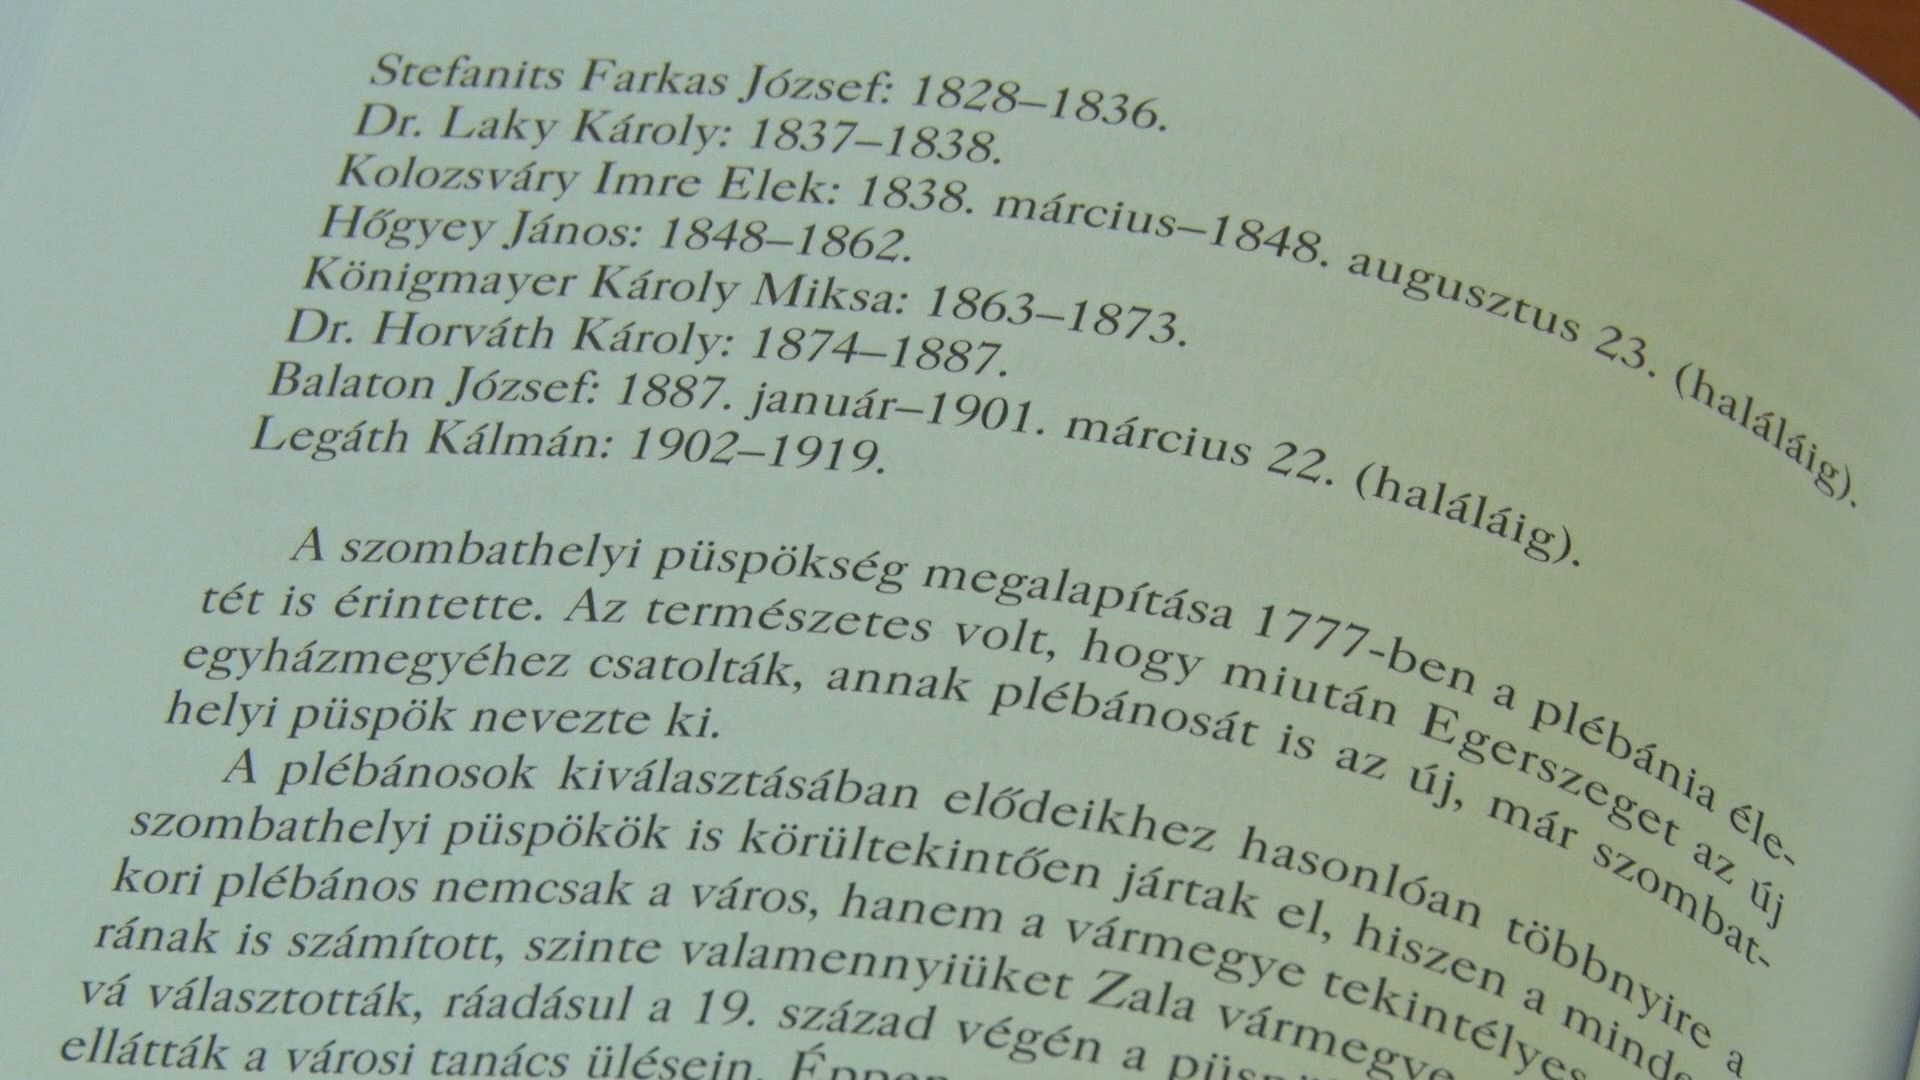 Stefanits Farkas József: 1828–1836.
Dr. Laky Károly: 1837–1838.
Kolozsváry Imre Elek: 1838. március–1848. augusztus 23. (haláláig).
Hőgyey János: 1848–1862.
Königmayer Károly Miksa: 1863–1873.
Dr. Horváth Károly: 1874–1887.
Balaton József: 1887. január–1901. március 22. (haláláig).
Legáth Kálmán: 1902–1919.
A szombathelyi püspökség megalapítása 1777-ben a plébánia éle-
tét is érintette. Az természetes volt, hogy miután Egerszeget az új
egyházmegyéhez csatolták, annak plébánosát is az új, már szombat-
helyi püspök nevezte ki.
A plébánosok kiválasztásában elődeikhez hasonlóan többnyire a
szombathelyi püspökök is körültekintően jártak el, hiszen a minde
kori plébános nemcsak a város, hanem a vármegye tekintélyes
rának is számított, szinte valamennyiüket Zala vármegye
vá választották, ráadásul a 19. század végén a püsp
ellátták a városi tanács ülésein. Éppen